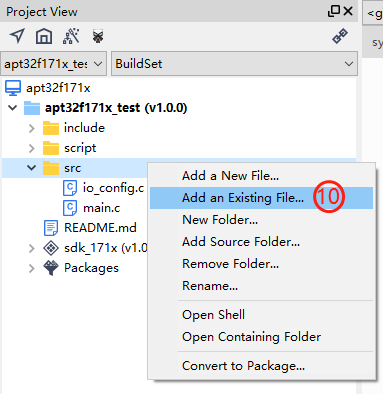 Project View
<g
apt32f171x_tes
BuildSet
sy
apt32f171x
apt32f171x_test (v1.0.0)
include
script
src
io_config.c
main.c
README.md
sdk_171x (v1.0
Packages
Add a New File...
Add an Existing File...
10
New Folder...
Add Source Folder...
Remove Folder...
Rename...
Open Shell
Open Containing Folder
Convert to Package...